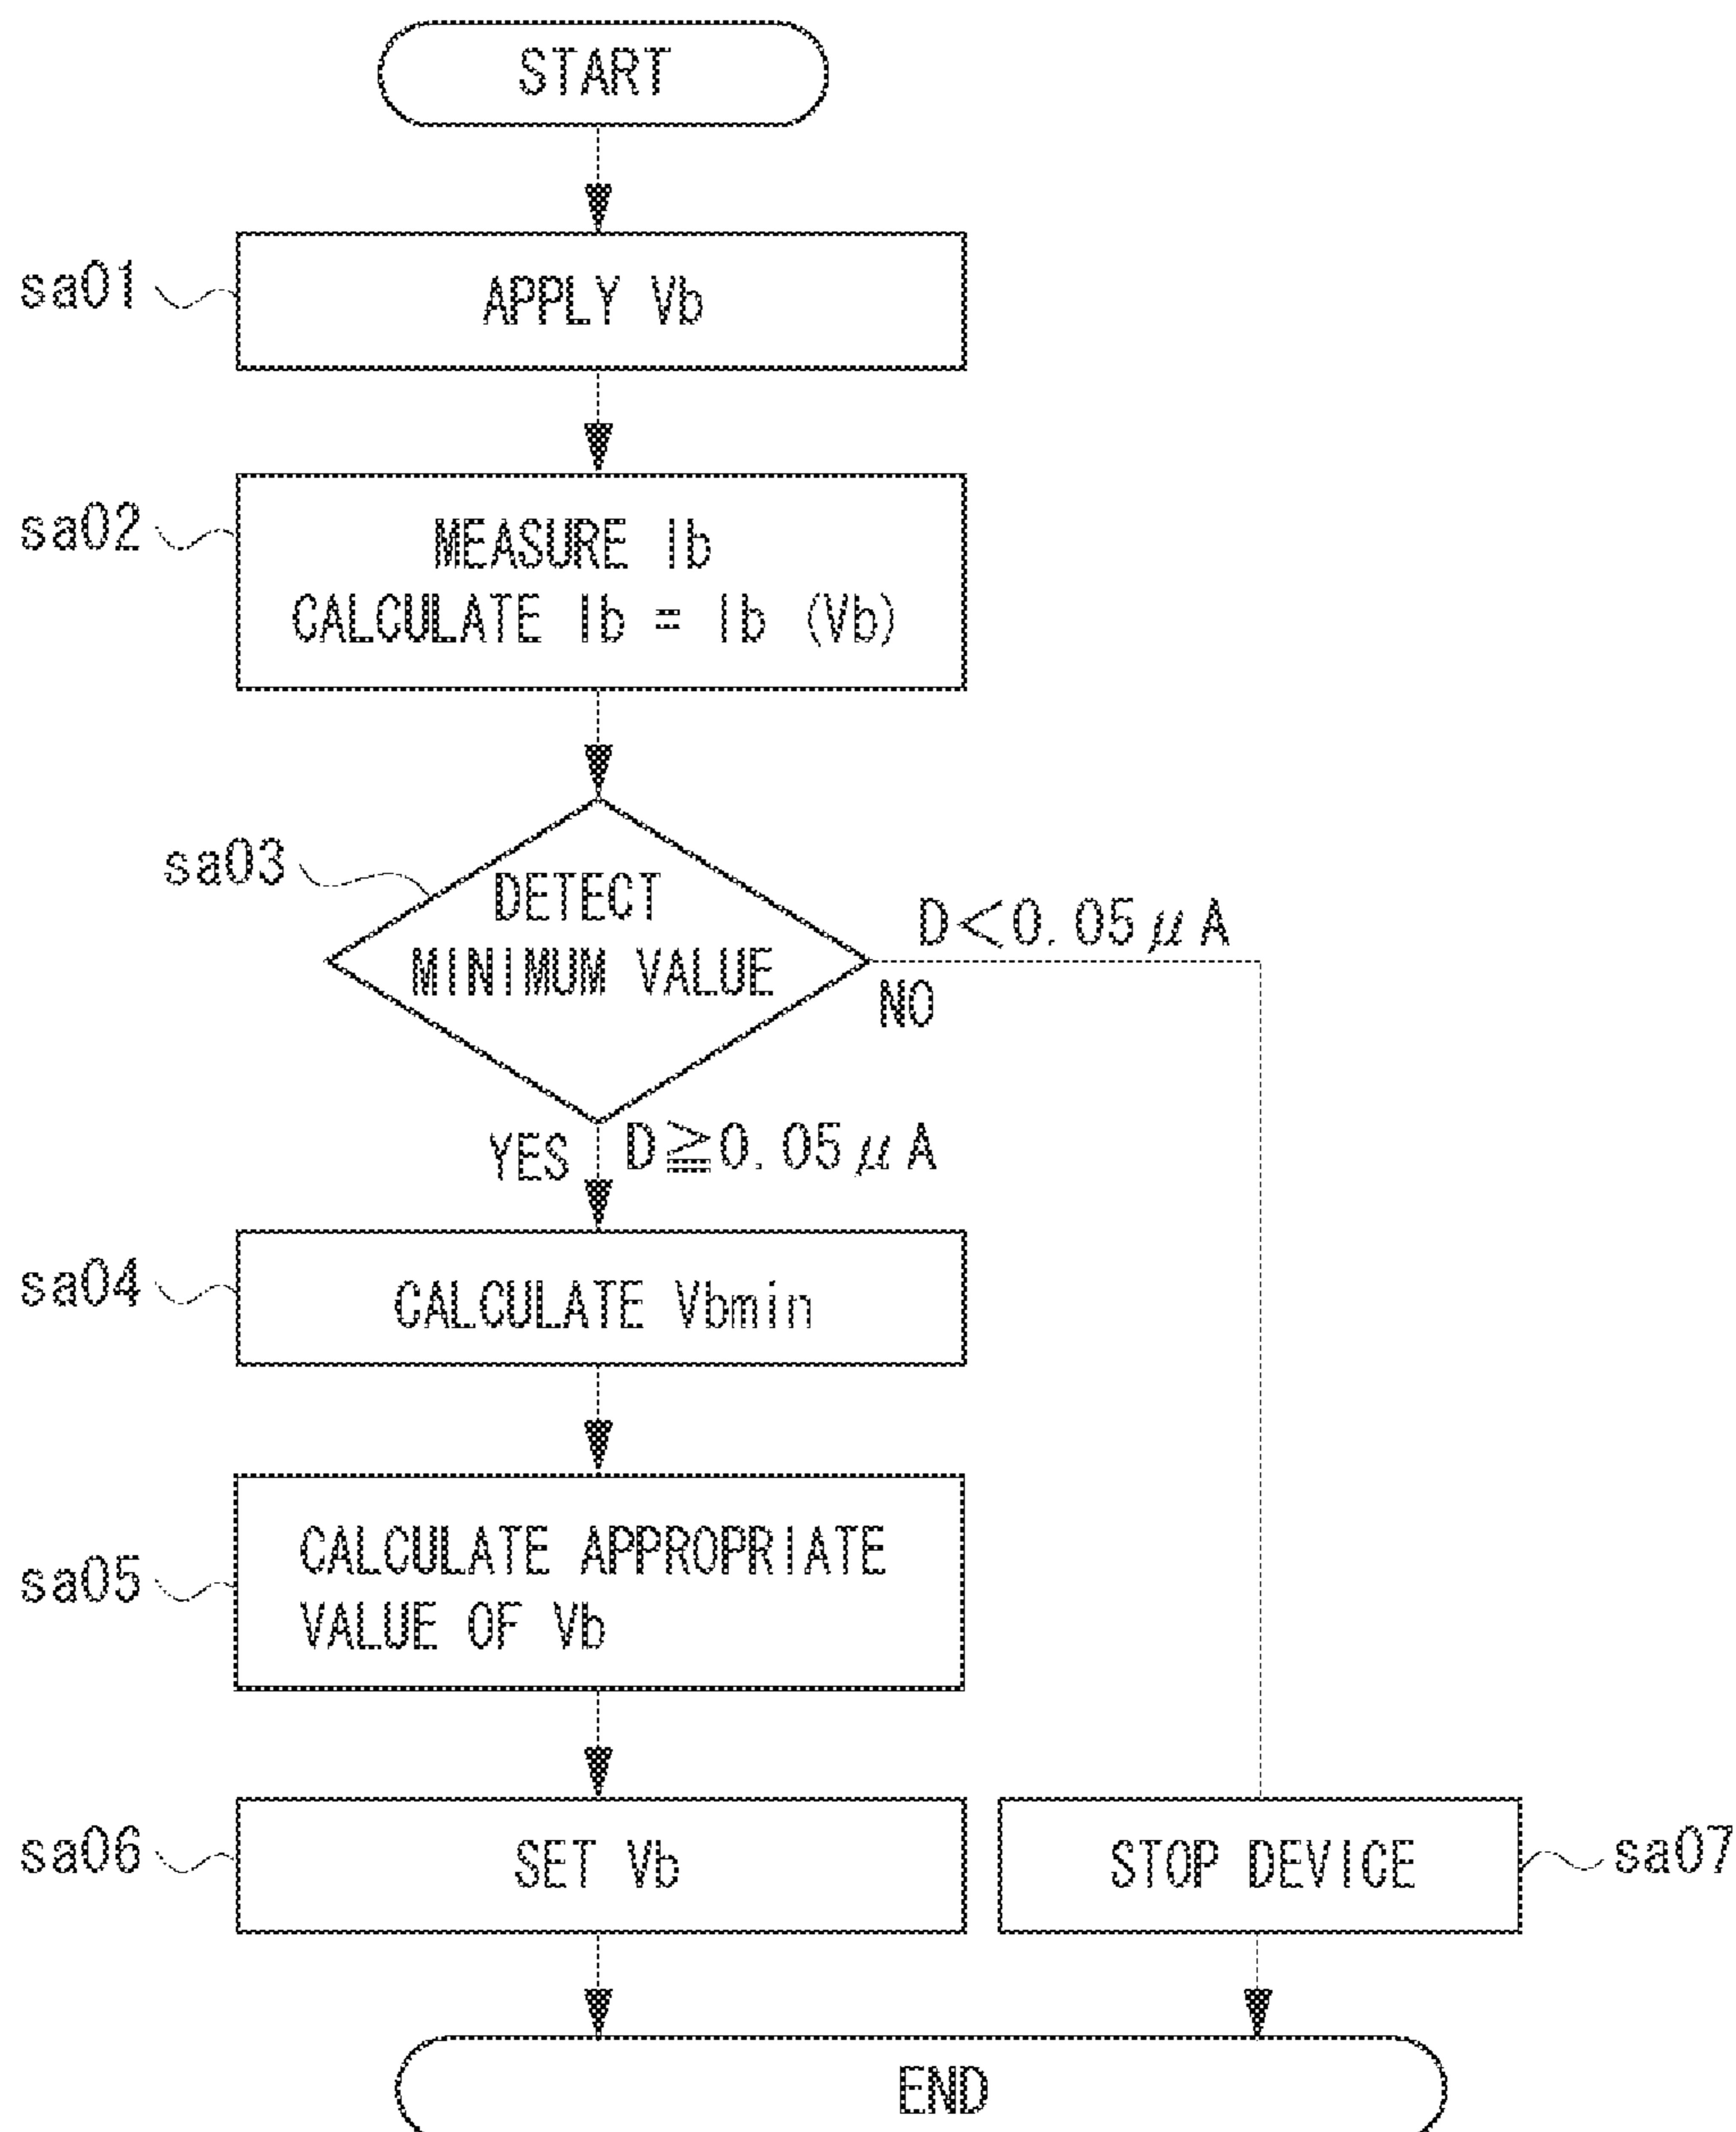 START
sa01
APPLY Vb
sa02
MEASURE Ib
CALCULATE Ib = Ib (Vb)
sa03
DETECT
MINIMUM VALUE
D<0.05μA
NO
YES
D≧0.05μA
sa04
CALCULATE Vbmin
sa05
CALCULATE APPROPRIATE
VALUE OF Vb
sa06
SET Vb
STOP DEVICE
sa07
END